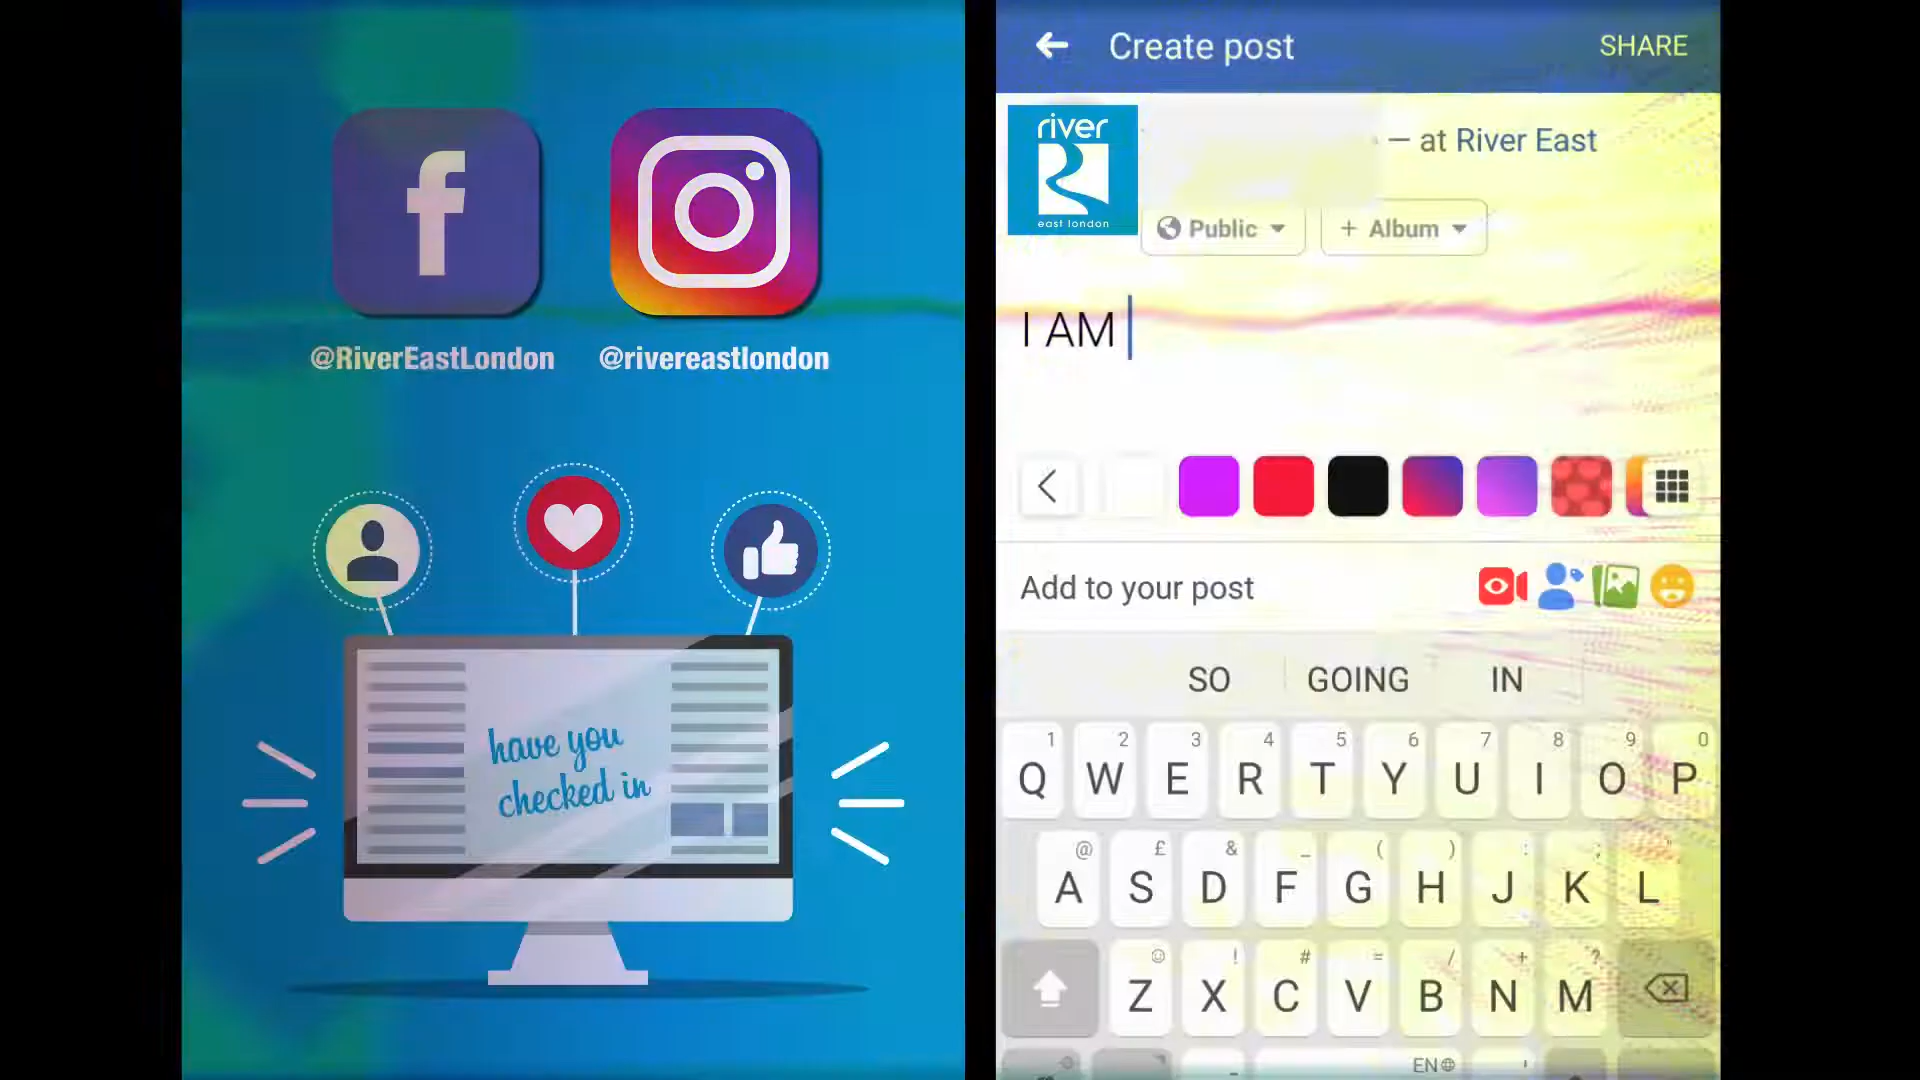 @RiverEastLondon
@rivereastlondon
have you
checked in
Create post
SHARE
river
east london
— at River East
Public
+ Album
I AM
Add to your post
SO
GOING
IN
1 2 3 4 5 6 7 8 9 0
Q W E R T Y U I O P
@ £ & _ ( ) : ; "
A S D F G H J K L
! # = / + ?
Z X C V B N M
EN